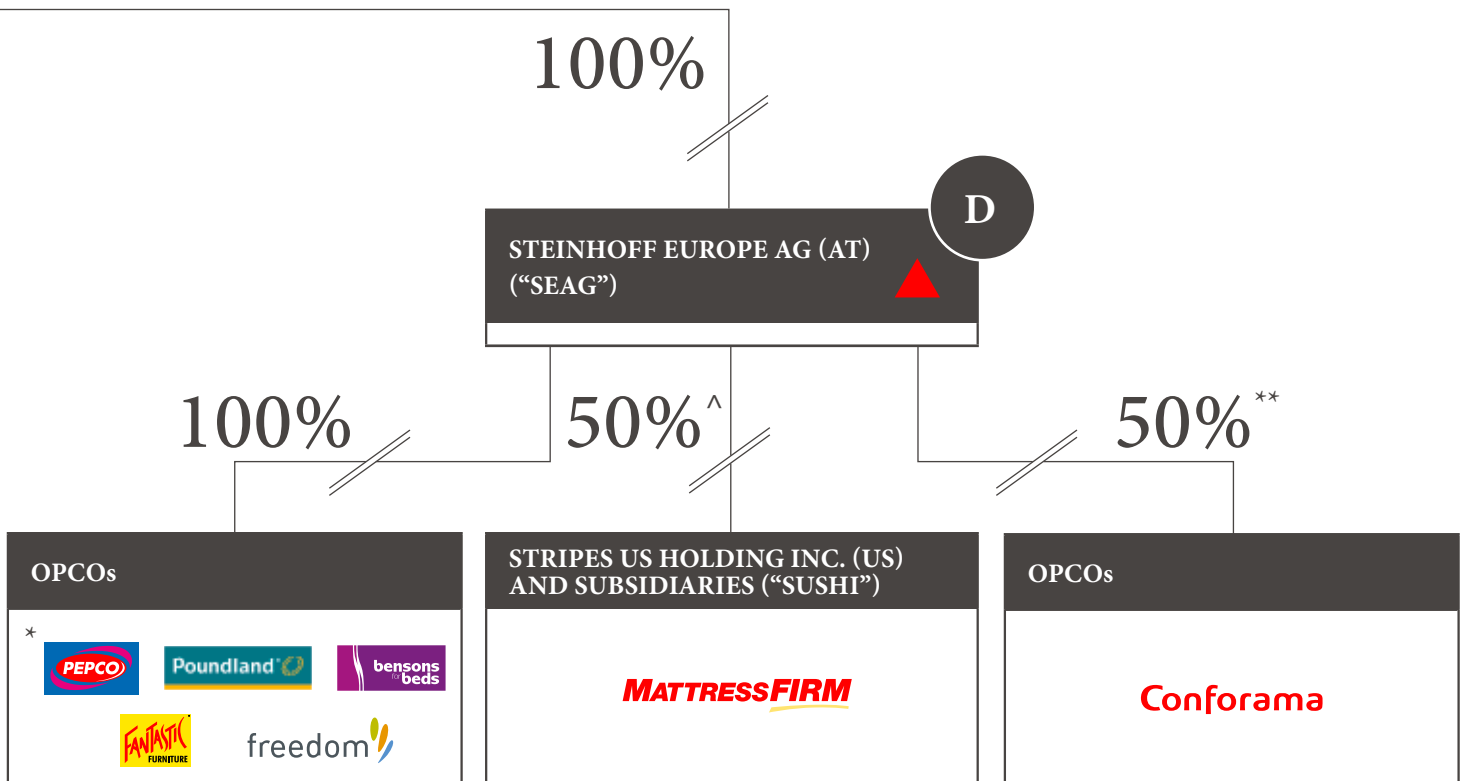 100%
D
STEINHOFF EUROPE AG (AT)
(“SEAG”)
100%
50%^
50%**
OPCOs
STRIPES US HOLDING INC. (US)
AND SUBSIDIARIES (“SUSHI”)
OPCOs
*
PEPCO
Poundland
bensons
for beds
FANTASTIC
FURNITURE
freedom
MATTRESSFIRM
Conforama